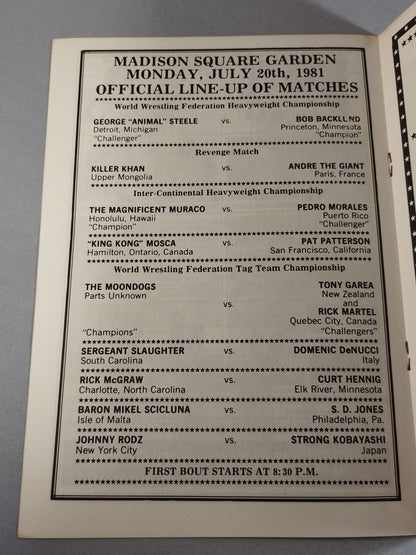 MADISON SQUARE GARDEN
MONDAY, JULY 20th, 1981
OFFICIAL LINE-UP OF MATCHES
World Wrestling Federation Heavyweight Championship
GEORGE "ANIMAL" STEELE vs. BOB BACKLUND
Detroit, Michigan Princeton, Minnesota
"Challenger" "Champion"
Revenge Match
KILLER KHAN vs. ANDRE THE GIANT
Upper Mongolia Paris, France
Inter-Continental Heavyweight Championship
THE MAGNIFICENT MURACO vs. PEDRO MORALES
Honolulu, Hawaii Puerto Rico
"Champion" "Challenger"
"KING KONG" MOSCA vs. PAT PATTERSON
Hamilton, Ontario, Canada San Francisco, California
World Wrestling Federation Tag Team Championship
THE MOONDOGS TONY GAREA
Parts Unknown New Zealand
vs. and
RICK MARTEL
Quebec City, Canada
"Champions" "Challengers"
SERGEANT SLAUGHTER vs. DOMENIC DeNUCCI
South Carolina Italy
RICK McGRAW vs. CURT HENNIG
Charlotte, North Carolina Elk River, Minnesota
BARON MIKEL SCICLUNA vs. S. D. JONES
Isle of Malta Philadelphia, Pa.
JOHNNY RODZ vs. STRONG KOBAYASHI
New York City Japan
FIRST BOUT STARTS AT 8:30 P.M.